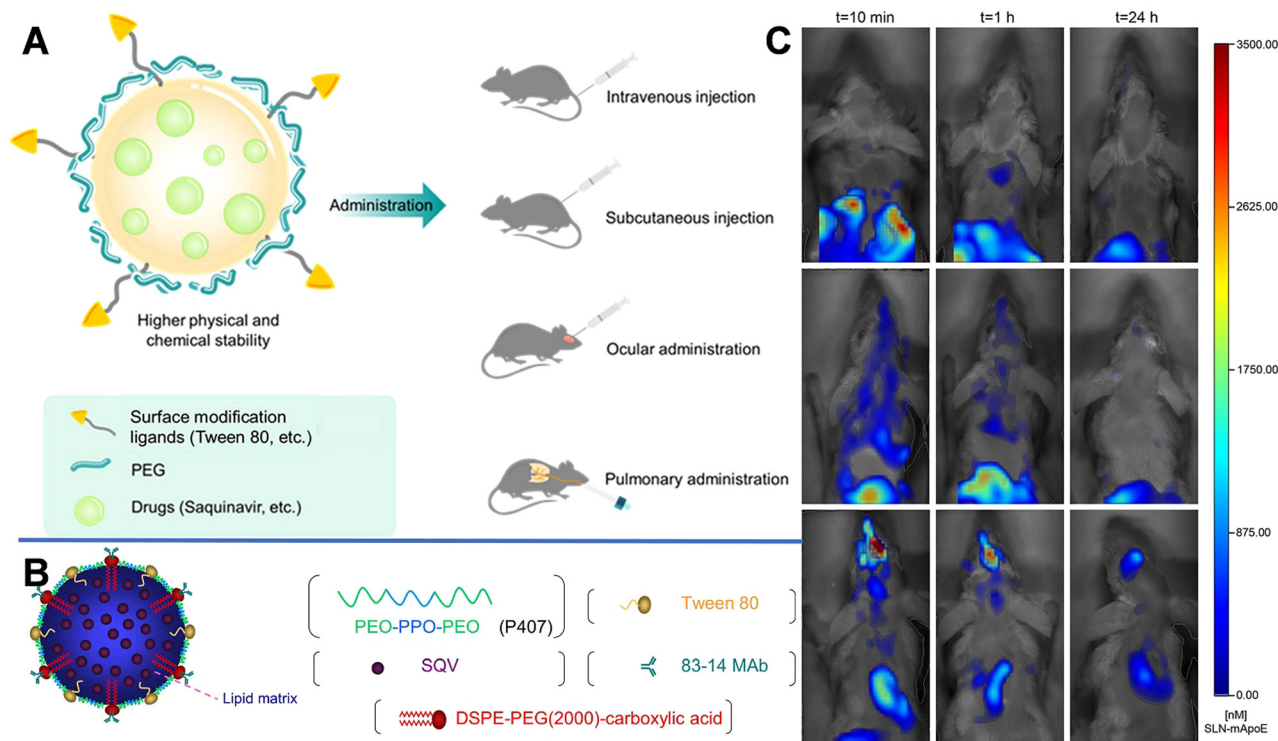 A
Higher physical and
chemical stability
Surface modification
ligands (Tween 80, etc.)
PEG
Drugs (Saquinavir, etc.)
Administration
Intravenous injection
Subcutaneous injection
Ocular administration
Pulmonary administration
B
Lipid matrix
PEO-PPO-PEO (P407)
Tween 80
SQV
83-14 MAb
DSPE-PEG(2000)-carboxylic acid
C
t=10 min
t=1 h
t=24 h
3500.00
2625.00
1750.00
875.00
0.00
[nM]
SLN-mApoE